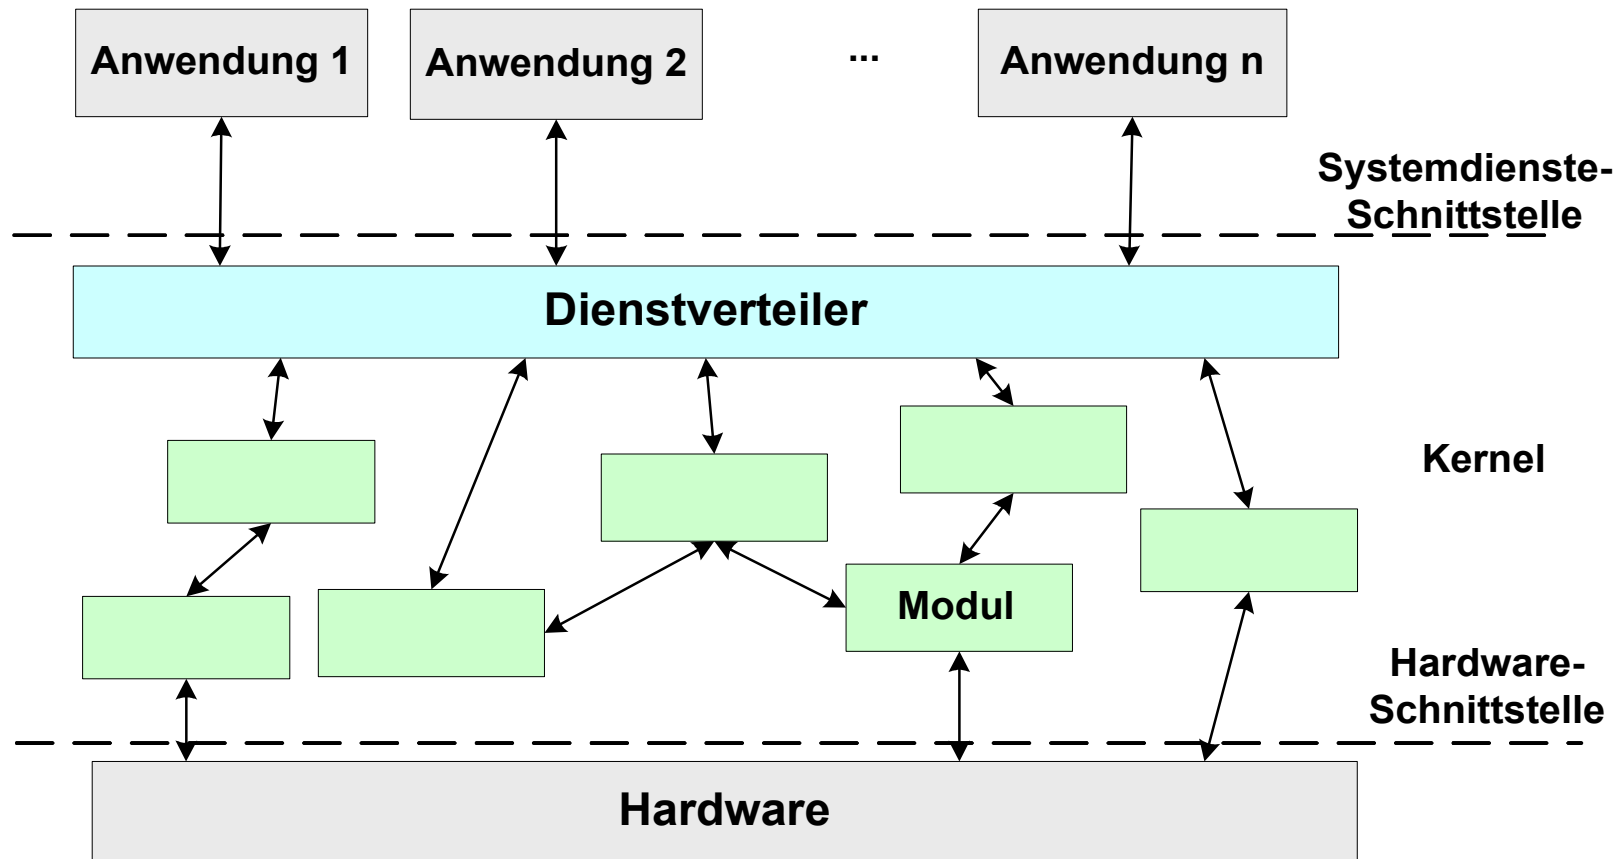 Anwendung 1
Anwendung 2
...
Anwendung n
Systemdienste-
Schnittstelle
Dienstverteiler
Kernel
Modul
Hardware-
Schnittstelle
Hardware